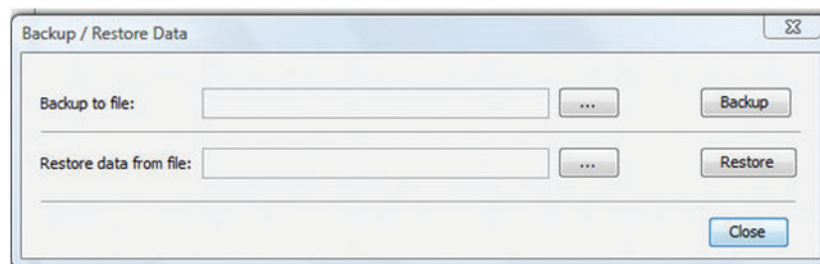 Backup / Restore Data
Backup to file: ... Backup
Restore data from file: ... Restore
Close